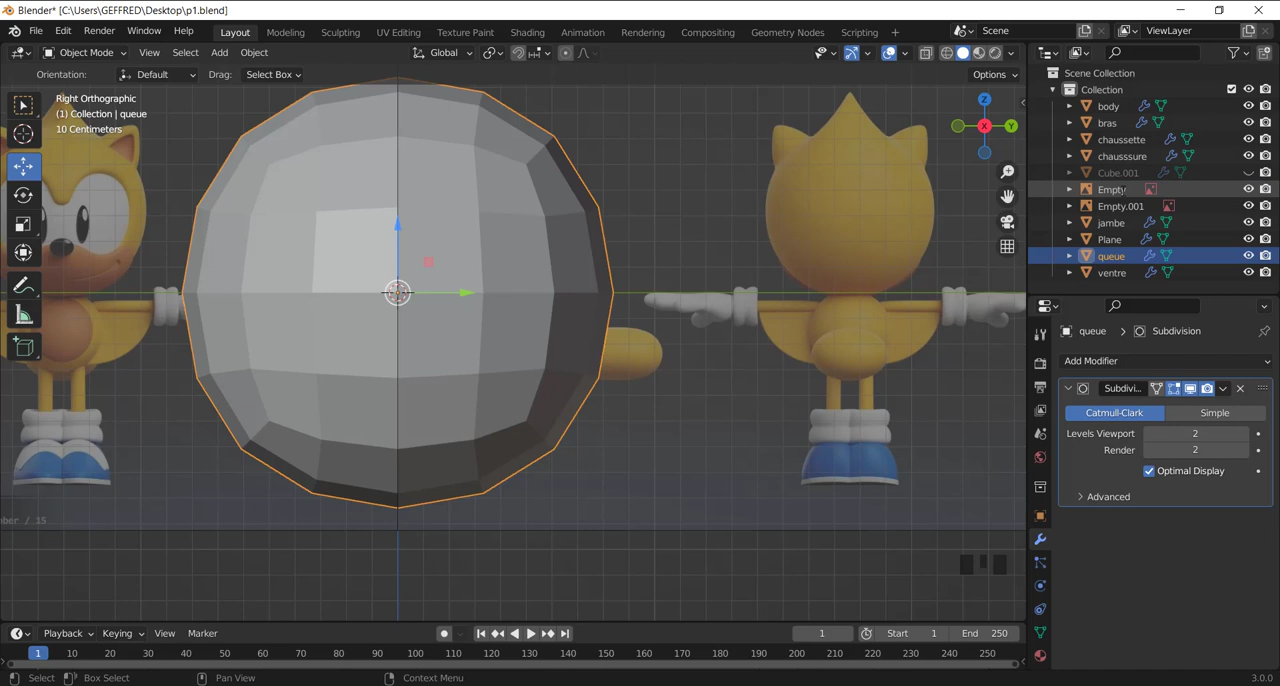 Blender* [C:\Users\GEFFRED\Desktop\p1.blend]
File Edit Render Window Help Layout Modeling Sculpting UV Editing Texture Paint Shading Animation Rendering Compositing Geometry Nodes Scripting + Scene ViewLayer
Object Mode View Select Add Object Global
Orientation: Default Drag: Select Box Options
Right Orthographic
(1) Collection | queue
10 Centimeters
Z
X
Y
Scene Collection
Collection
body
bras
chaussette
chausssure
Cube.001
Empty
Empty.001
jambe
Plane
queue
ventre
queue > Subdivision
Add Modifier
Subdivi...
Catmull-Clark Simple
Levels Viewport 2
Render 2
Optimal Display
Advanced
ber / 15
Playback Keying View Marker 1 Start 1 End 250
1 10 20 30 40 50 60 70 80 90 100 110 120 130 140 150 160 170 180 190 200 210 220 230 240 250
Select Box Select Pan View Context Menu 3.0.0